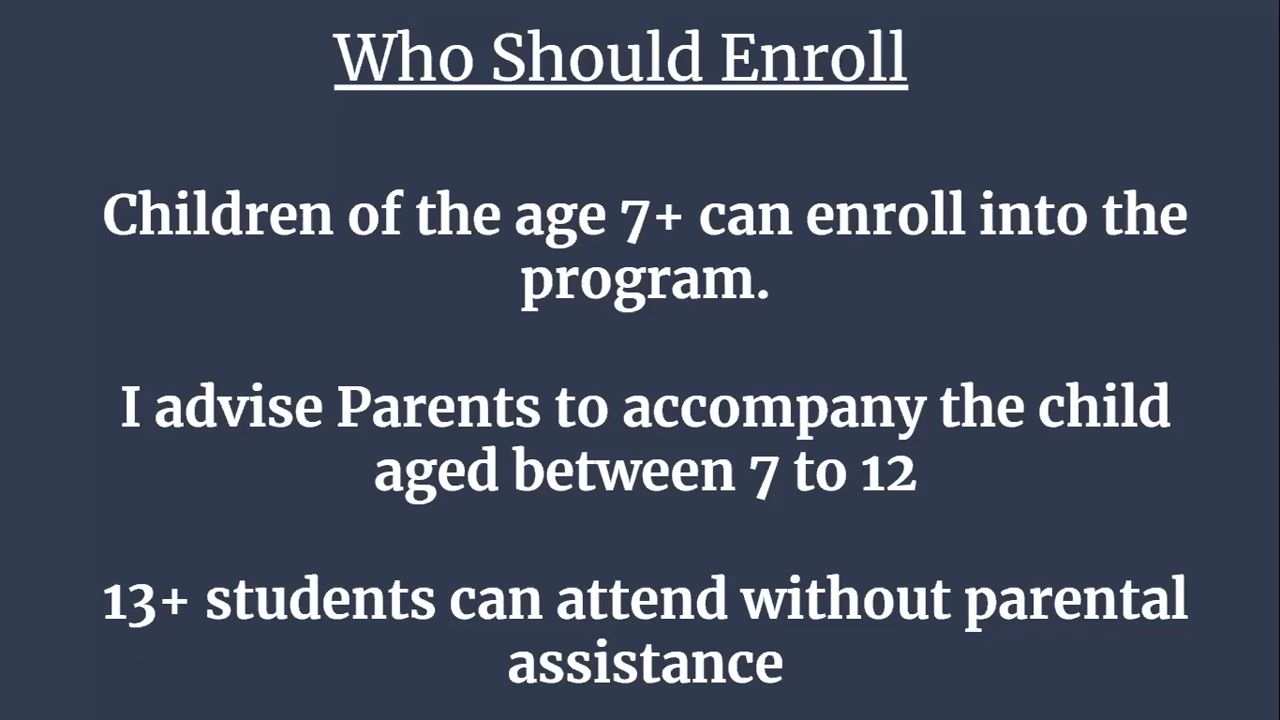 Who Should Enroll
Children of the age 7+ can enroll into the
program.
I advise Parents to accompany the child
aged between 7 to 12
13+ students can attend without parental
assistance